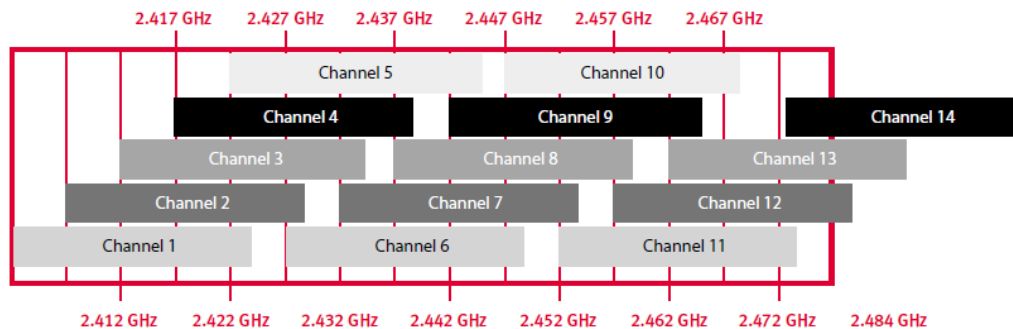 2.417 GHz 2.427 GHz 2.437 GHz 2.447 GHz 2.457 GHz 2.467 GHz
Channel 5 Channel 10
Channel 4 Channel 9 Channel 14
Channel 3 Channel 8 Channel 13
Channel 2 Channel 7 Channel 12
Channel 1 Channel 6 Channel 11
2.412 GHz 2.422 GHz 2.432 GHz 2.442 GHz 2.452 GHz 2.462 GHz 2.472 GHz 2.484 GHz